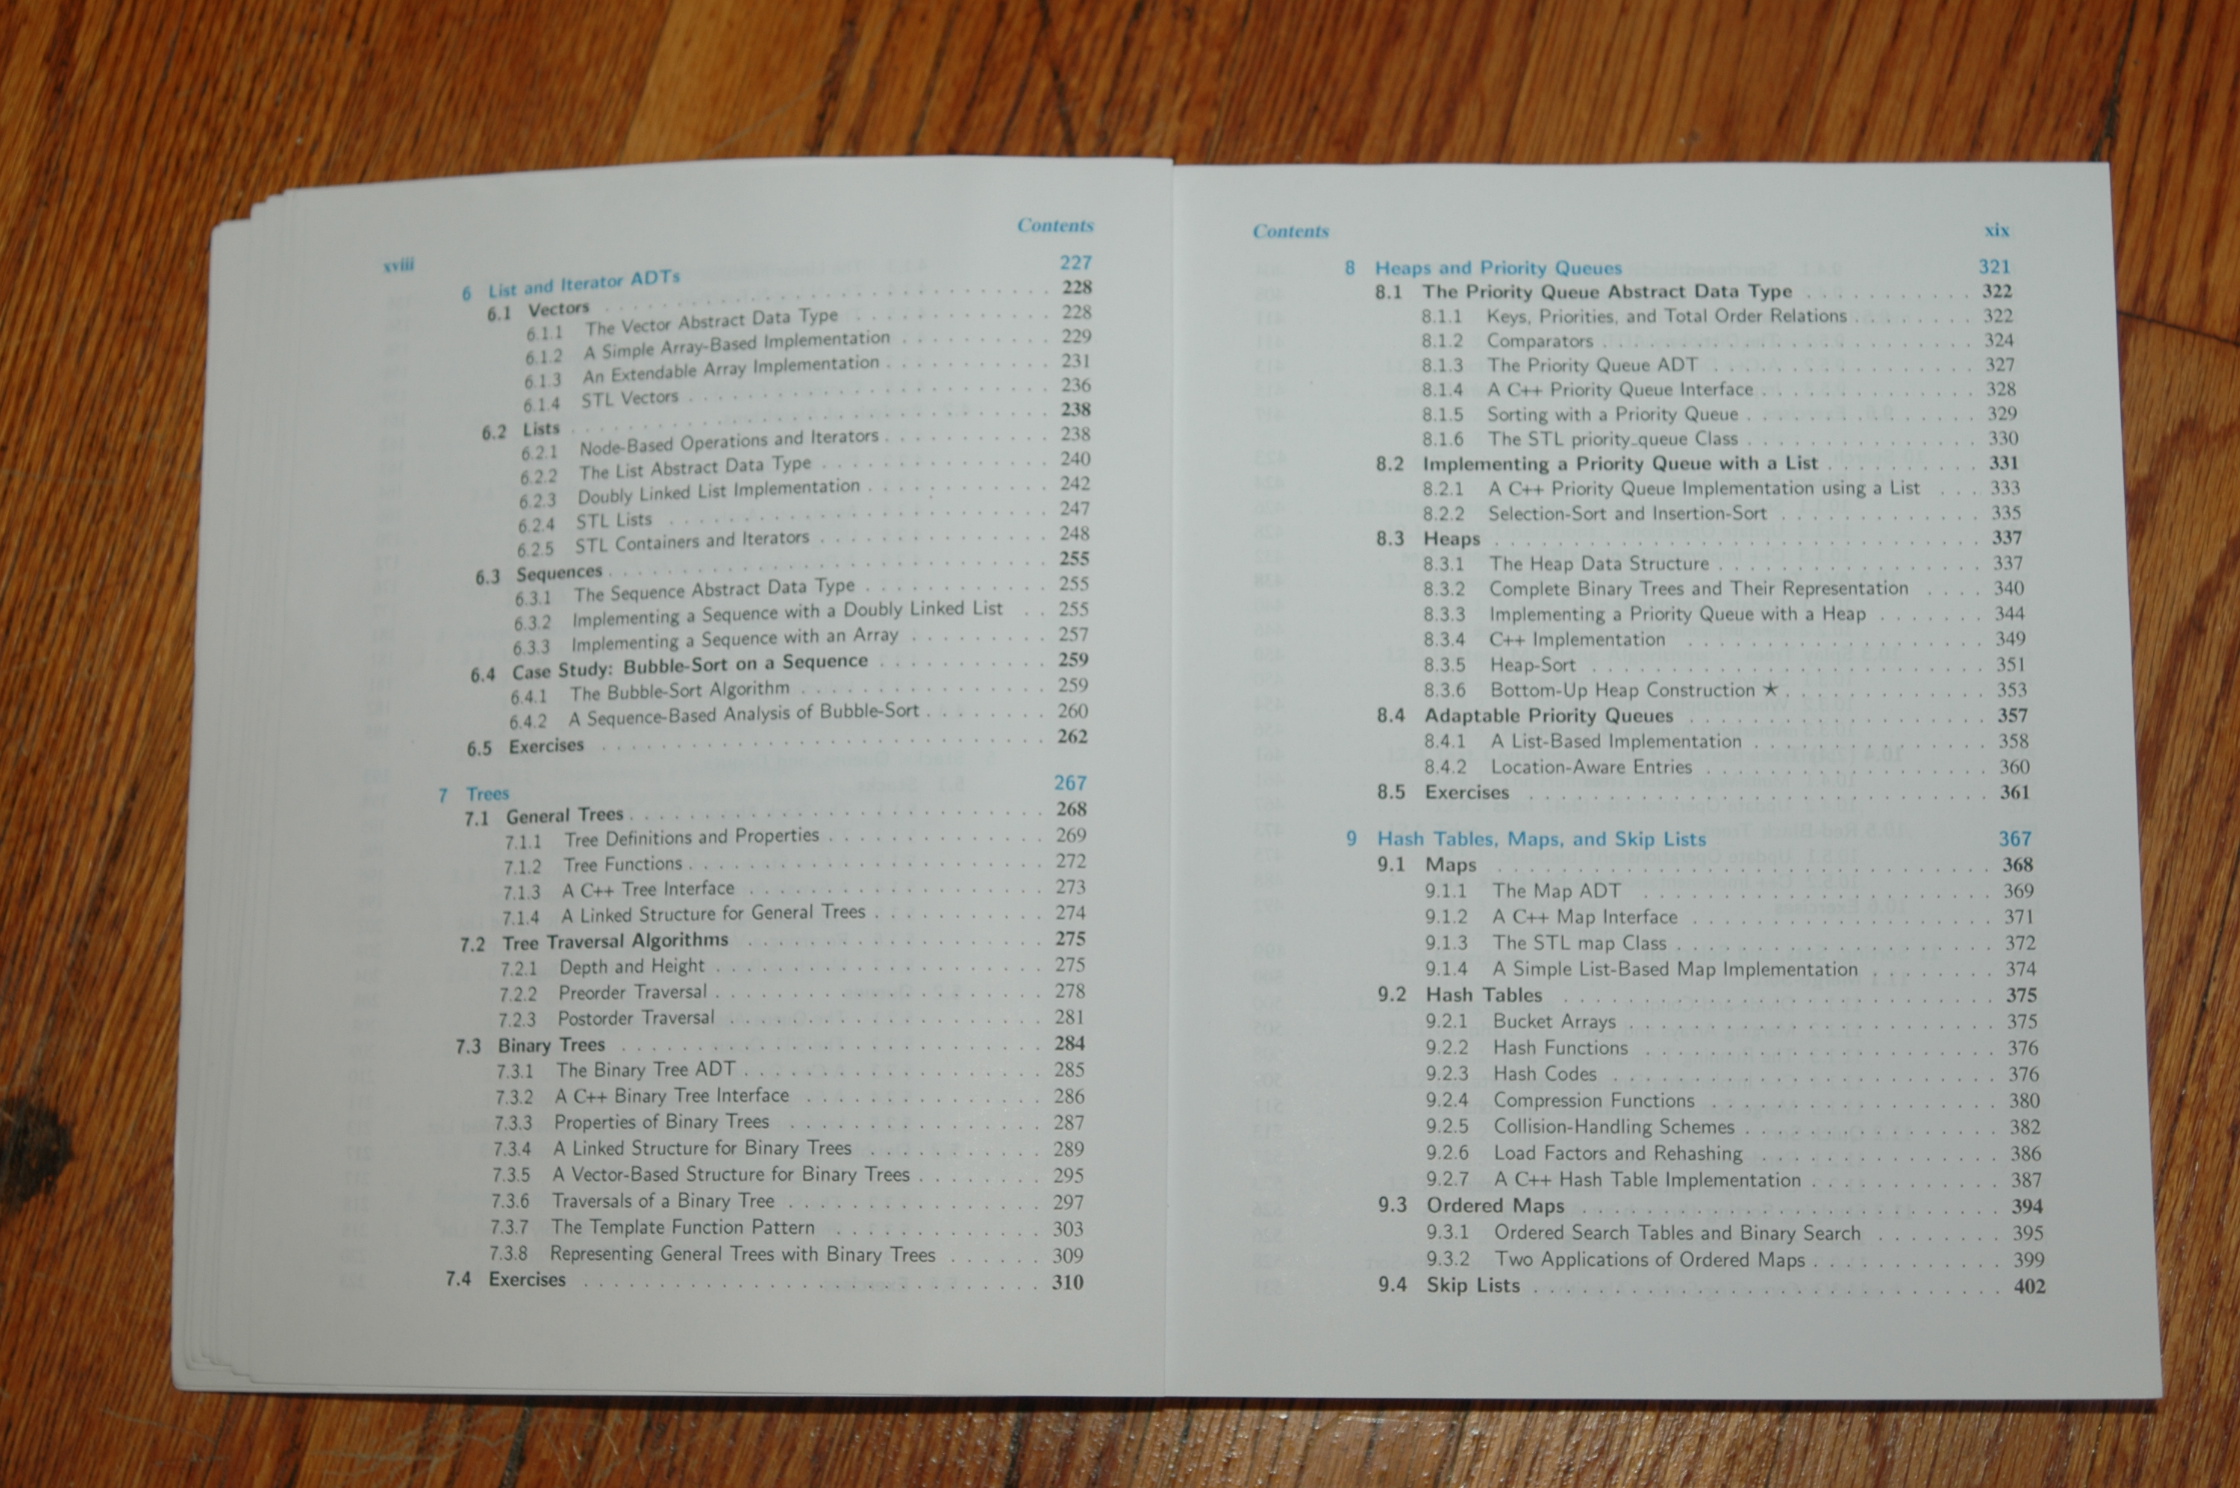 xviii
Contents
6 List and Iterator ADTs 227
6.1 Vectors . . . . . . . . . . . . . . . . . . . . 228
6.1.1 The Vector Abstract Data Type . . . . . . . . . . 228
6.1.2 A Simple Array-Based Implementation . . . . . . . . . . 229
6.1.3 An Extendable Array Implementation . . . . . . . . . . 231
6.1.4 STL Vectors . . . . . . . . . . . . . . . . . . . . 236
6.2 Lists . . . . . . . . . . . . . . . . . . . . 238
6.2.1 Node-Based Operations and Iterators . . . . . . . . . . 238
6.2.2 The List Abstract Data Type . . . . . . . . . . 240
6.2.3 Doubly Linked List Implementation . . . . . . . . . . 242
6.2.4 STL Lists . . . . . . . . . . . . . . . . . . . . 247
6.2.5 STL Containers and Iterators . . . . . . . . . . 248
6.3 Sequences . . . . . . . . . . . . . . . . . . . . 255
6.3.1 The Sequence Abstract Data Type . . . . . . . . . . 255
6.3.2 Implementing a Sequence with a Doubly Linked List . . 255
6.3.3 Implementing a Sequence with an Array . . . . . . . . . . 257
6.4 Case Study: Bubble-Sort on a Sequence . . . . . . . . . . 259
6.4.1 The Bubble-Sort Algorithm . . . . . . . . . . 259
6.4.2 A Sequence-Based Analysis of Bubble-Sort . . . . . . . . 260
6.5 Exercises . . . . . . . . . . . . . . . . . . . . 262
7 Trees 267
7.1 General Trees . . . . . . . . . . . . . . . . . . . . 268
7.1.1 Tree Definitions and Properties . . . . . . . . . . 269
7.1.2 Tree Functions . . . . . . . . . . . . . . . . . . . . 272
7.1.3 A C++ Tree Interface . . . . . . . . . . 273
7.1.4 A Linked Structure for General Trees . . . . . . . . . . 274
7.2 Tree Traversal Algorithms . . . . . . . . . . 275
7.2.1 Depth and Height . . . . . . . . . . 275
7.2.2 Preorder Traversal . . . . . . . . . . 278
7.2.3 Postorder Traversal . . . . . . . . . . 281
7.3 Binary Trees . . . . . . . . . . . . . . . . . . . . 284
7.3.1 The Binary Tree ADT . . . . . . . . . . 285
7.3.2 A C++ Binary Tree Interface . . . . . . . . . . 286
7.3.3 Properties of Binary Trees . . . . . . . . . . 287
7.3.4 A Linked Structure for Binary Trees . . . . . . . . . . 289
7.3.5 A Vector-Based Structure for Binary Trees . . . . . . . . 295
7.3.6 Traversals of a Binary Tree . . . . . . . . . . 297
7.3.7 The Template Function Pattern . . . . . . . . . . 303
7.3.8 Representing General Trees with Binary Trees . . . . . . 309
7.4 Exercises . . . . . . . . . . . . . . . . . . . . 310
Contents xix
8 Heaps and Priority Queues 321
8.1 The Priority Queue Abstract Data Type . . . . . . . . . . 322
8.1.1 Keys, Priorities, and Total Order Relations . . . . . . . . 322
8.1.2 Comparators . . . . . . . . . . . . . . . . . . . . 324
8.1.3 The Priority Queue ADT . . . . . . . . . . 327
8.1.4 A C++ Priority Queue Interface . . . . . . . . . . 328
8.1.5 Sorting with a Priority Queue . . . . . . . . . . 329
8.1.6 The STL priority_queue Class . . . . . . . . . . 330
8.2 Implementing a Priority Queue with a List . . . . . . . . . . 331
8.2.1 A C++ Priority Queue Implementation using a List . . . 333
8.2.2 Selection-Sort and Insertion-Sort . . . . . . . . . . 335
8.3 Heaps . . . . . . . . . . . . . . . . . . . . 337
8.3.1 The Heap Data Structure . . . . . . . . . . 337
8.3.2 Complete Binary Trees and Their Representation . . . . 340
8.3.3 Implementing a Priority Queue with a Heap . . . . . . . 344
8.3.4 C++ Implementation . . . . . . . . . . 349
8.3.5 Heap-Sort . . . . . . . . . . . . . . . . . . . . 351
8.3.6 Bottom-Up Heap Construction ★ . . . . . . . . . . 353
8.4 Adaptable Priority Queues . . . . . . . . . . 357
8.4.1 A List-Based Implementation . . . . . . . . . . 358
8.4.2 Location-Aware Entries . . . . . . . . . . 360
8.5 Exercises . . . . . . . . . . . . . . . . . . . . 361
9 Hash Tables, Maps, and Skip Lists 367
9.1 Maps . . . . . . . . . . . . . . . . . . . . 368
9.1.1 The Map ADT . . . . . . . . . . 369
9.1.2 A C++ Map Interface . . . . . . . . . . 371
9.1.3 The STL map Class . . . . . . . . . . 372
9.1.4 A Simple List-Based Map Implementation . . . . . . . . 374
9.2 Hash Tables . . . . . . . . . . . . . . . . . . . . 375
9.2.1 Bucket Arrays . . . . . . . . . . 375
9.2.2 Hash Functions . . . . . . . . . . 376
9.2.3 Hash Codes . . . . . . . . . . 376
9.2.4 Compression Functions . . . . . . . . . . 380
9.2.5 Collision-Handling Schemes . . . . . . . . . . 382
9.2.6 Load Factors and Rehashing . . . . . . . . . . 386
9.2.7 A C++ Hash Table Implementation . . . . . . . . . . 387
9.3 Ordered Maps . . . . . . . . . . . . . . . . . . . . 394
9.3.1 Ordered Search Tables and Binary Search . . . . . . . 395
9.3.2 Two Applications of Ordered Maps . . . . . . . . . . 399
9.4 Skip Lists . . . . . . . . . . . . . . . . . . . . 402